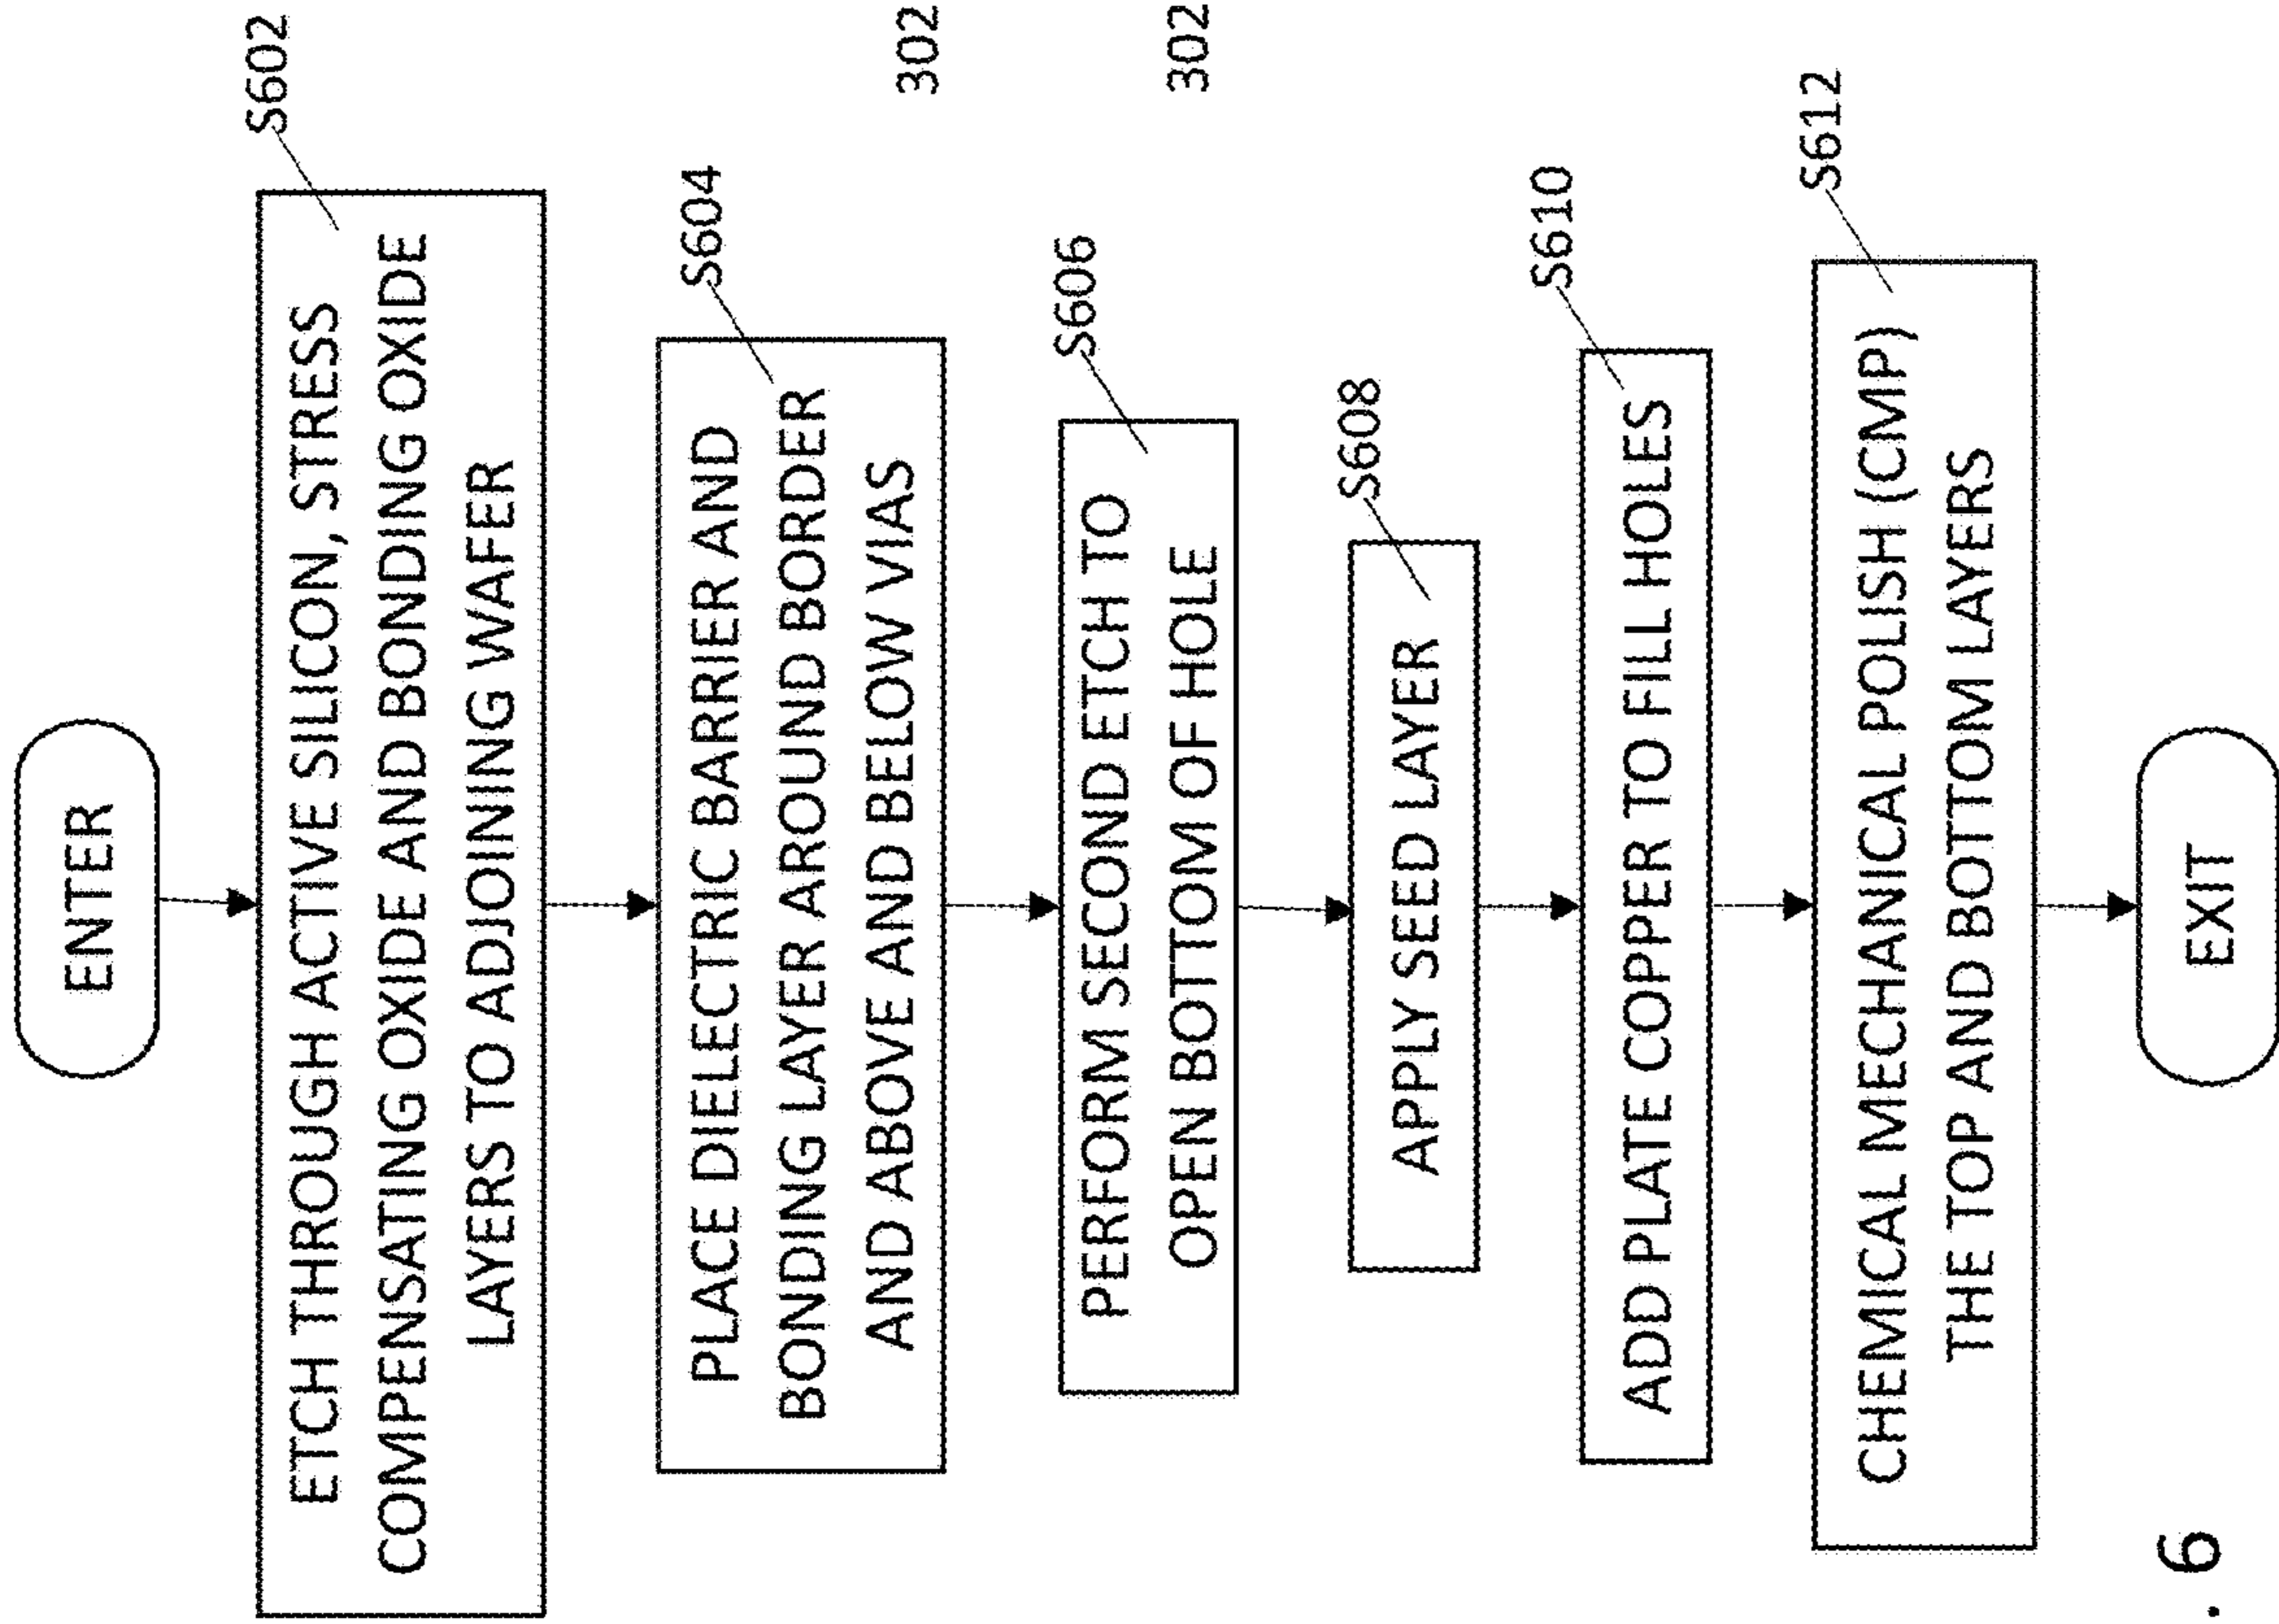 ENTER
S602
ETCH THROUGH ACTIVE SILICON, STRESS
COMPENSATING OXIDE AND BONDING OXIDE
LAYERS TO ADJOINING WAFER
S604
PLACE DIELECTRIC BARRIER AND
BONDING LAYER AROUND BORDER
AND ABOVE AND BELOW VIAS
302
S606
PERFORM SECOND ETCH TO
OPEN BOTTOM OF HOLE
302
S608
APPLY SEED LAYER
S610
ADD PLATE COPPER TO FILL HOLES
S612
CHEMICAL MECHANICAL POLISH (CMP)
THE TOP AND BOTTOM LAYERS
EXIT
. 6